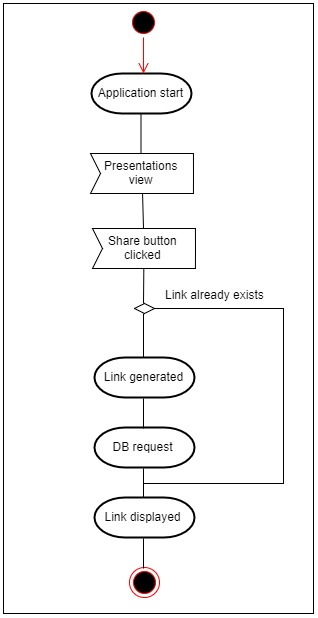 Application start
Presentations
view
Share button
clicked
Link already exists
Link generated
DB request
Link displayed